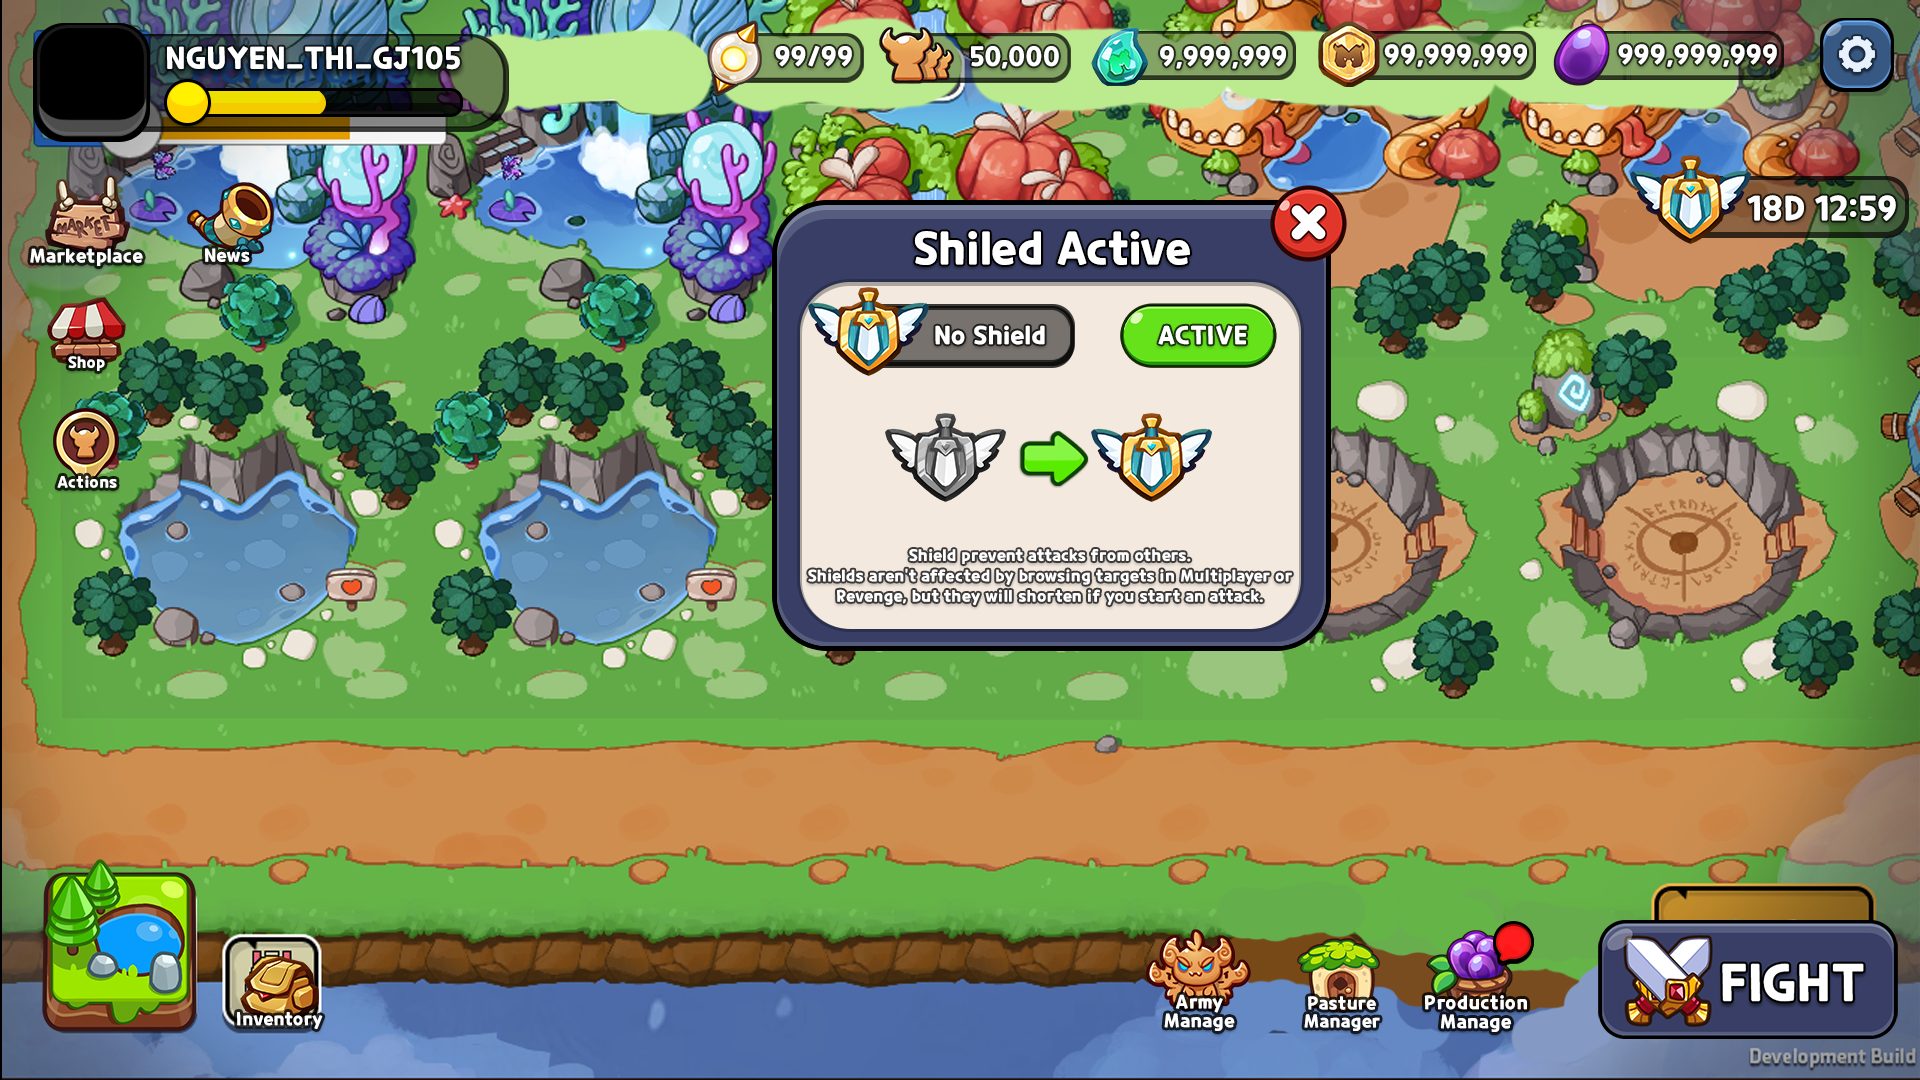 NGUYEN_THI_GJ105
99/99
50,000
9,999,999
99,999,999
999,999,999
18D 12:59
MARKET
Marketplace
News
Shop
Actions
Shiled Active
No Shield
ACTIVE
Shield prevent attacks from others.
Shields aren't affected by browsing targets in Multiplayer or
Revenge, but they will shorten if you start an attack.
Inventory
Army
Manage
Pasture
Manager
Production
Manage
FIGHT
Development Build